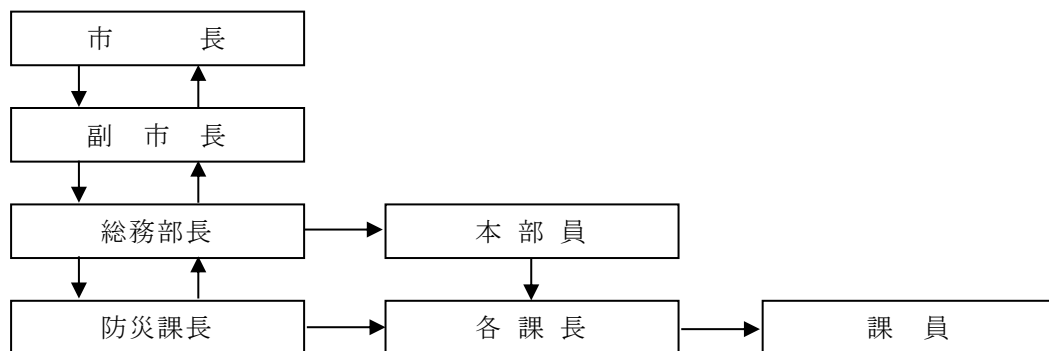 市長
副市長
総務部長 本部員
防災課長 各課長 課員